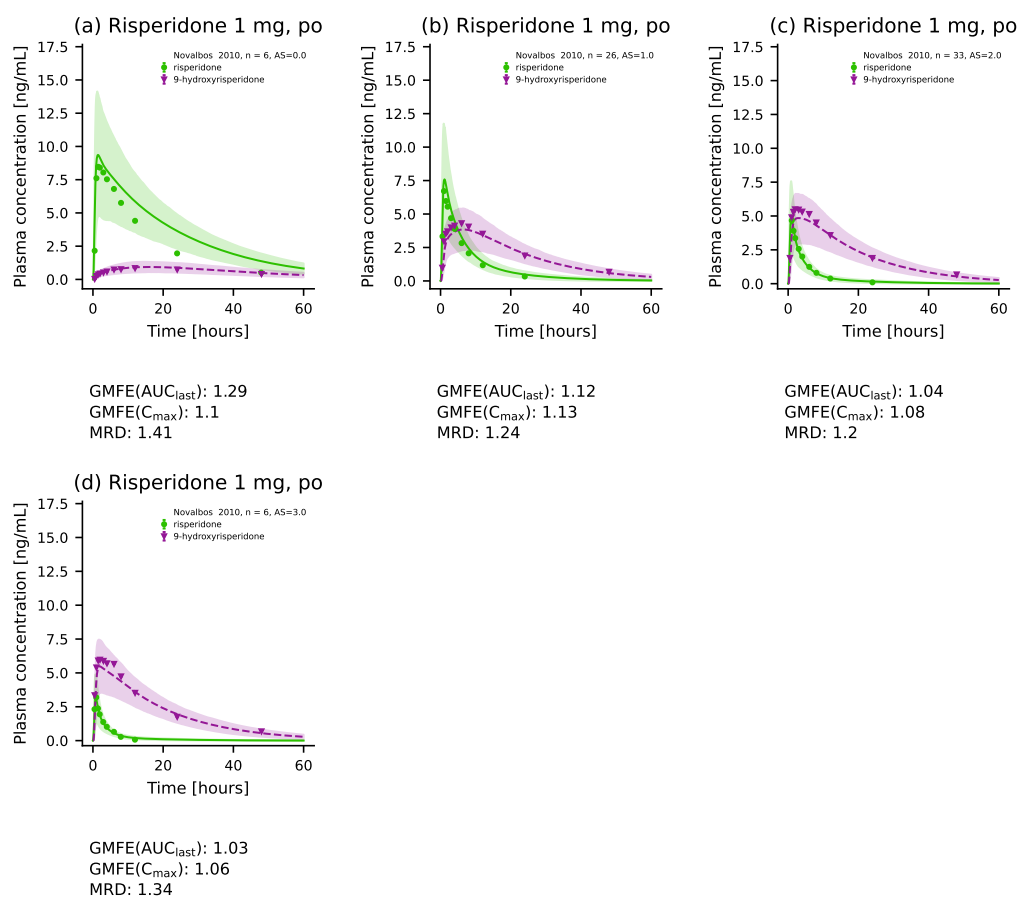 (a) Risperidone 1 mg, po
Plasma concentration [ng/mL]
17.5
15.0
12.5
10.0
7.5
5.0
2.5
0.0
Novalbos  2010, n = 6, AS=0.0
risperidone
9-hydroxyrisperidone
0
20
40
60
Time [hours]
GMFE(AUClast): 1.29
GMFE(Cmax): 1.1
MRD: 1.41
(b) Risperidone 1 mg, po
Plasma concentration [ng/mL]
17.5
15.0
12.5
10.0
7.5
5.0
2.5
0.0
Novalbos  2010, n = 26, AS=1.0
risperidone
9-hydroxyrisperidone
0
20
40
60
Time [hours]
GMFE(AUClast): 1.12
GMFE(Cmax): 1.13
MRD: 1.24
(c) Risperidone 1 mg, po
Plasma concentration [ng/mL]
17.5
15.0
12.5
10.0
7.5
5.0
2.5
0.0
Novalbos  2010, n = 33, AS=2.0
risperidone
9-hydroxyrisperidone
0
20
40
60
Time [hours]
GMFE(AUClast): 1.04
GMFE(Cmax): 1.08
MRD: 1.2
(d) Risperidone 1 mg, po
Plasma concentration [ng/mL]
17.5
15.0
12.5
10.0
7.5
5.0
2.5
0.0
Novalbos  2010, n = 6, AS=3.0
risperidone
9-hydroxyrisperidone
0
20
40
60
Time [hours]
GMFE(AUClast): 1.03
GMFE(Cmax): 1.06
MRD: 1.34